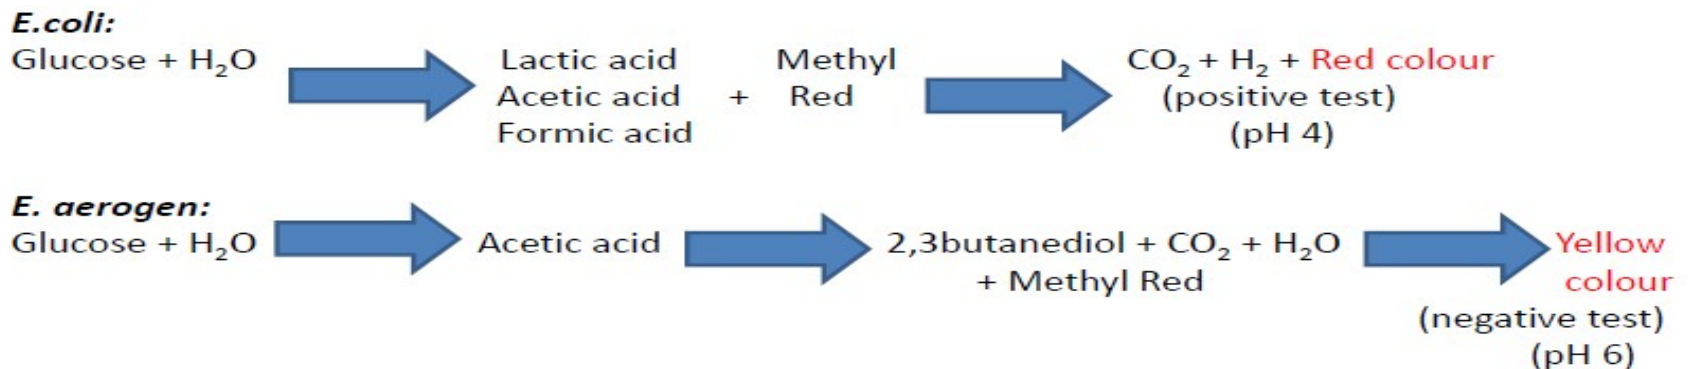 E.coli:
Glucose + H₂O
Lactic acid
Acetic acid
Formic acid
+
Methyl
Red
CO₂ + H₂ + Red colour
(positive test)
(pH 4)
E. aerogen:
Glucose + H₂O
Acetic acid
2,3butanediol + CO₂ + H₂O
+ Methyl Red
Yellow
colour
(negative test)
(pH 6)